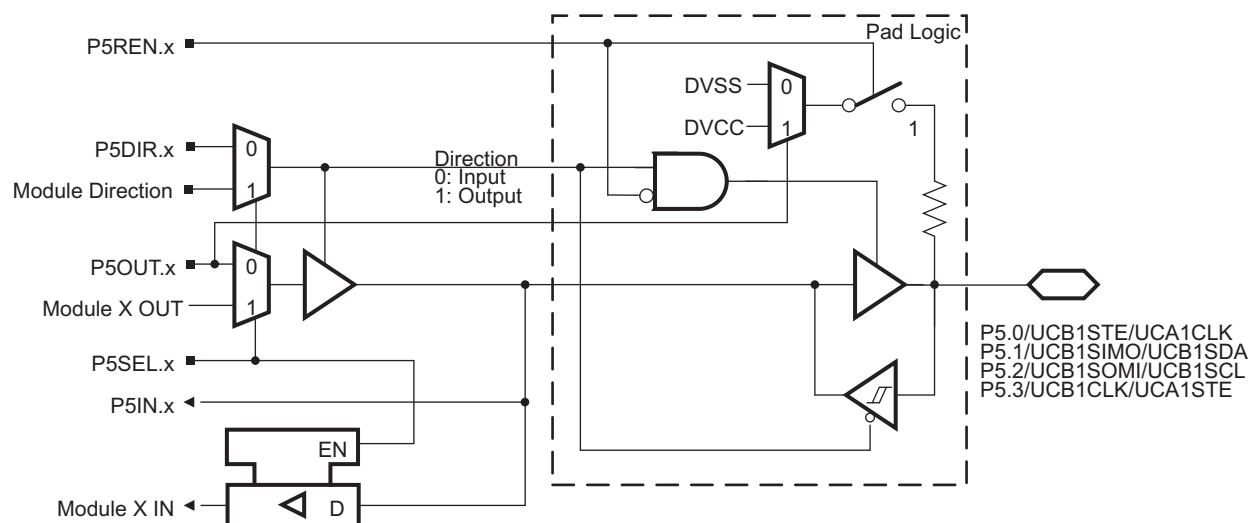 Pad Logic
P5REN.x
DVSS
0
DVCC
1
1
P5DIR.x
0
Module Direction
1
Direction
0: Input
1: Output
P5OUT.x
0
Module X OUT
1
P5SEL.x
P5IN.x
EN
Module X IN
D
P5.0/UCB1STE/UCA1CLK
P5.1/UCB1SIMO/UCB1SDA
P5.2/UCB1SOMI/UCB1SCL
P5.3/UCB1CLK/UCA1STE